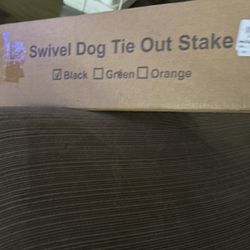 Swivel Dog Tie Out Stake
☑Black ☐Green ☐Orange